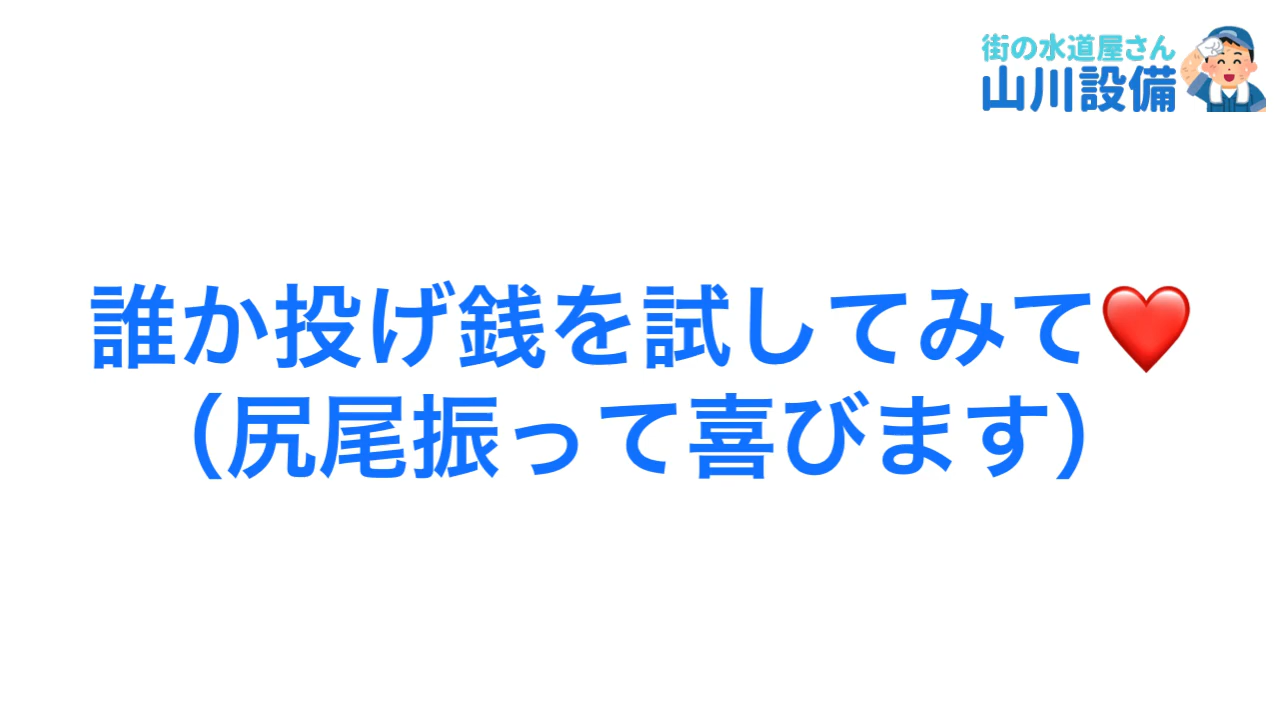 街の水道屋さん
山川設備
誰か投げ銭を試してみて❤️
（尻尾振って喜びます）